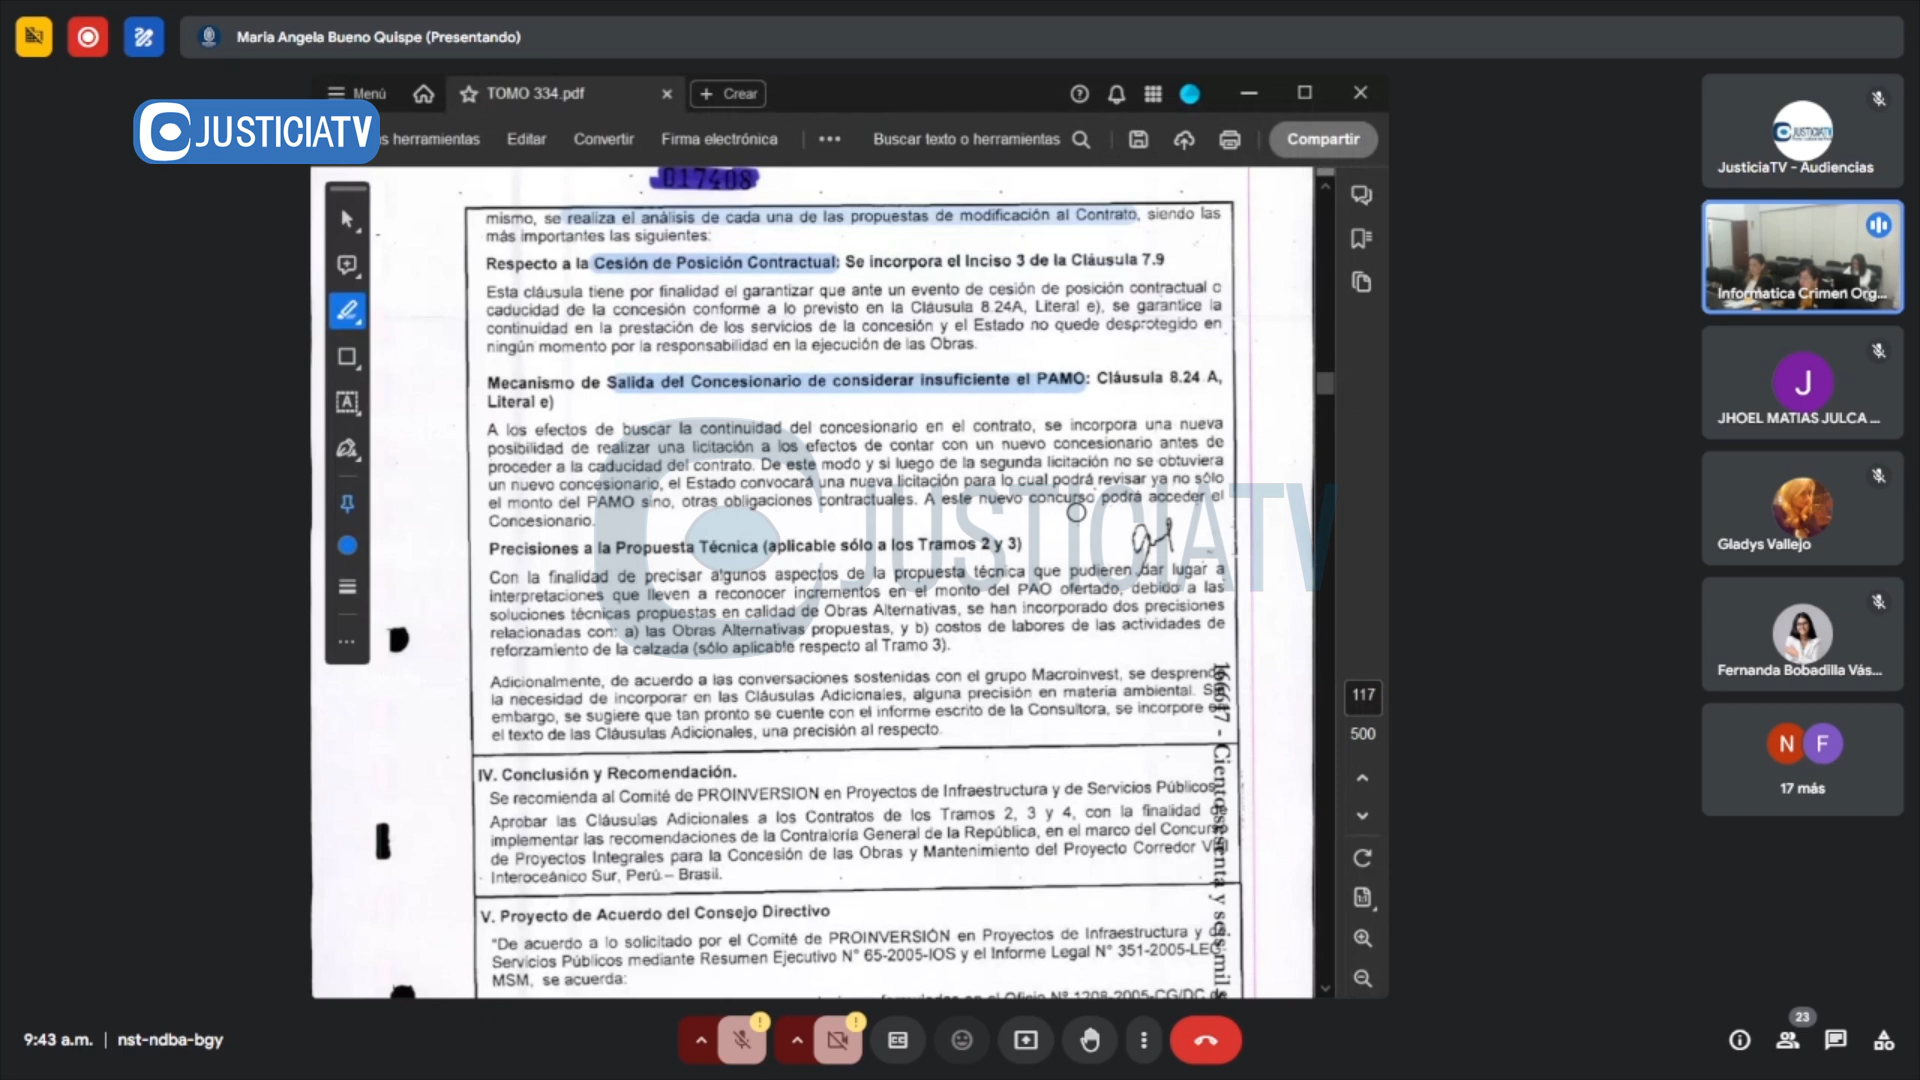 Maria Angela Bueno Quispe (Presentando)
Menú
TOMO 334.pdf
Crear
JUSTICIATV
s herramientas
Editar
Convertir
Firma electrónica
Buscar texto o herramientas
Compartir
017408
mismo, se realiza el análisis de cada una de las propuestas de modificación al Contrato, siendo las
más importantes las siguientes:
Respecto a la Cesión de Posición Contractual: Se incorpora el Inciso 3 de la Cláusula 7.9
Esta cláusula tiene por finalidad el garantizar que ante un evento de cesión de posición contractual o
caducidad de la concesión conforme a lo previsto en la Cláusula 8.24A, Literal e), se garantice la
continuidad en la prestación de los servicios de la concesión y el Estado no quede desprotegido en
ningún momento por la responsabilidad en la ejecución de las Obras.
Mecanismo de Salida del Concesionario de considerar insuficiente el PAMO: Cláusula 8.24 A,
Literal e)
A los efectos de buscar la continuidad del concesionario en el contrato, se incorpora una nueva
posibilidad de realizar una licitación a los efectos de contar con un nuevo concesionario antes de
proceder a la caducidad del contrato. De este modo y si luego de la segunda licitación no se obtuviera
un nuevo concesionario, el Estado convocará una nueva licitación para lo cual podrá revisar ya no sólo
el monto del PAMO sino, otras obligaciones contractuales. A este nuevo concurso podrá acceder el
Concesionario.
Precisiones a la Propuesta Técnica (aplicable sólo a los Tramos 2 y 3)
Con la finalidad de precisar algunos aspectos de la propuesta técnica que pudieren dar lugar a
interpretaciones que lleven a reconocer incrementos en el monto del PAO ofertado, debido a las
soluciones técnicas propuestas en calidad de Obras Alternativas, se han incorporado dos precisiones
relacionadas con: a) las Obras Alternativas propuestas, y b) costos de labores de las actividades de
reforzamiento de la calzada (sólo aplicable respecto al Tramo 3).
Adicionalmente, de acuerdo a las conversaciones sostenidas con el grupo Macroinvest, se desprende
la necesidad de incorporar en las Cláusulas Adicionales, alguna precisión en materia ambiental. Sin
embargo, se sugiere que tan pronto se cuente con el informe escrito de la Consultora, se incorpore en
el texto de las Cláusulas Adicionales, una precisión al respecto.
IV. Conclusión y Recomendación.
Se recomienda al Comité de PROINVERSION en Proyectos de Infraestructura y de Servicios Públicos
Aprobar las Cláusulas Adicionales a los Contratos de los Tramos 2, 3 y 4, con la finalidad de
implementar las recomendaciones de la Contraloría General de la República, en el marco del Concurso
de Proyectos Integrales para la Concesión de las Obras y Mantenimiento del Proyecto Corredor Vial
Interoceánico Sur, Perú – Brasil.
V. Proyecto de Acuerdo del Consejo Directivo
"De acuerdo a lo solicitado por el Comité de PROINVERSIÓN en Proyectos de Infraestructura y de
Servicios Públicos mediante Resumen Ejecutivo N° 65-2005-IOS y el Informe Legal N° 351-2005-LEG
MSM, se acuerda:
en el Oficio Nº 1208-2005-CG/DC
JUSTICIATV
117
500
JUSTICIATV
JusticiaTV - Audiencias
Informatica Crimen Org...
J
JHOEL MATIAS JULCA ...
Gladys Vallejo
Fernanda Bobadilla Vás...
N F
17 más
9:43 a.m. | nst-ndba-bgy
23